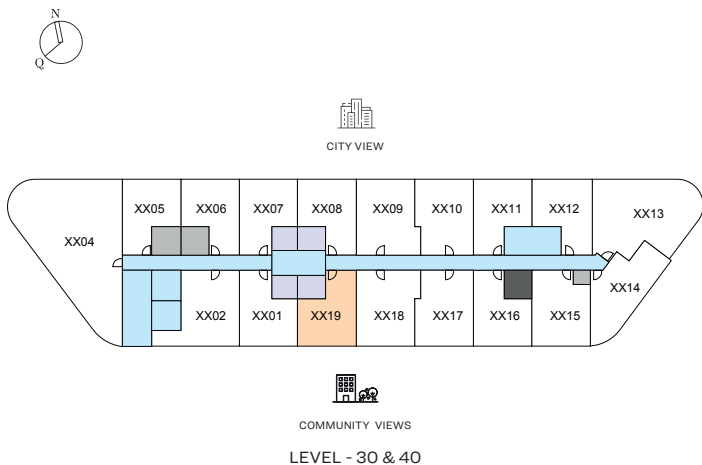 N
Q
CITY VIEW
XX05 XX06 XX07 XX08 XX09 XX10 XX11 XX12 XX13
XX04
XX14
XX02 XX01 XX19 XX18 XX17 XX16 XX15
COMMUNITY VIEWS
LEVEL - 30 & 40